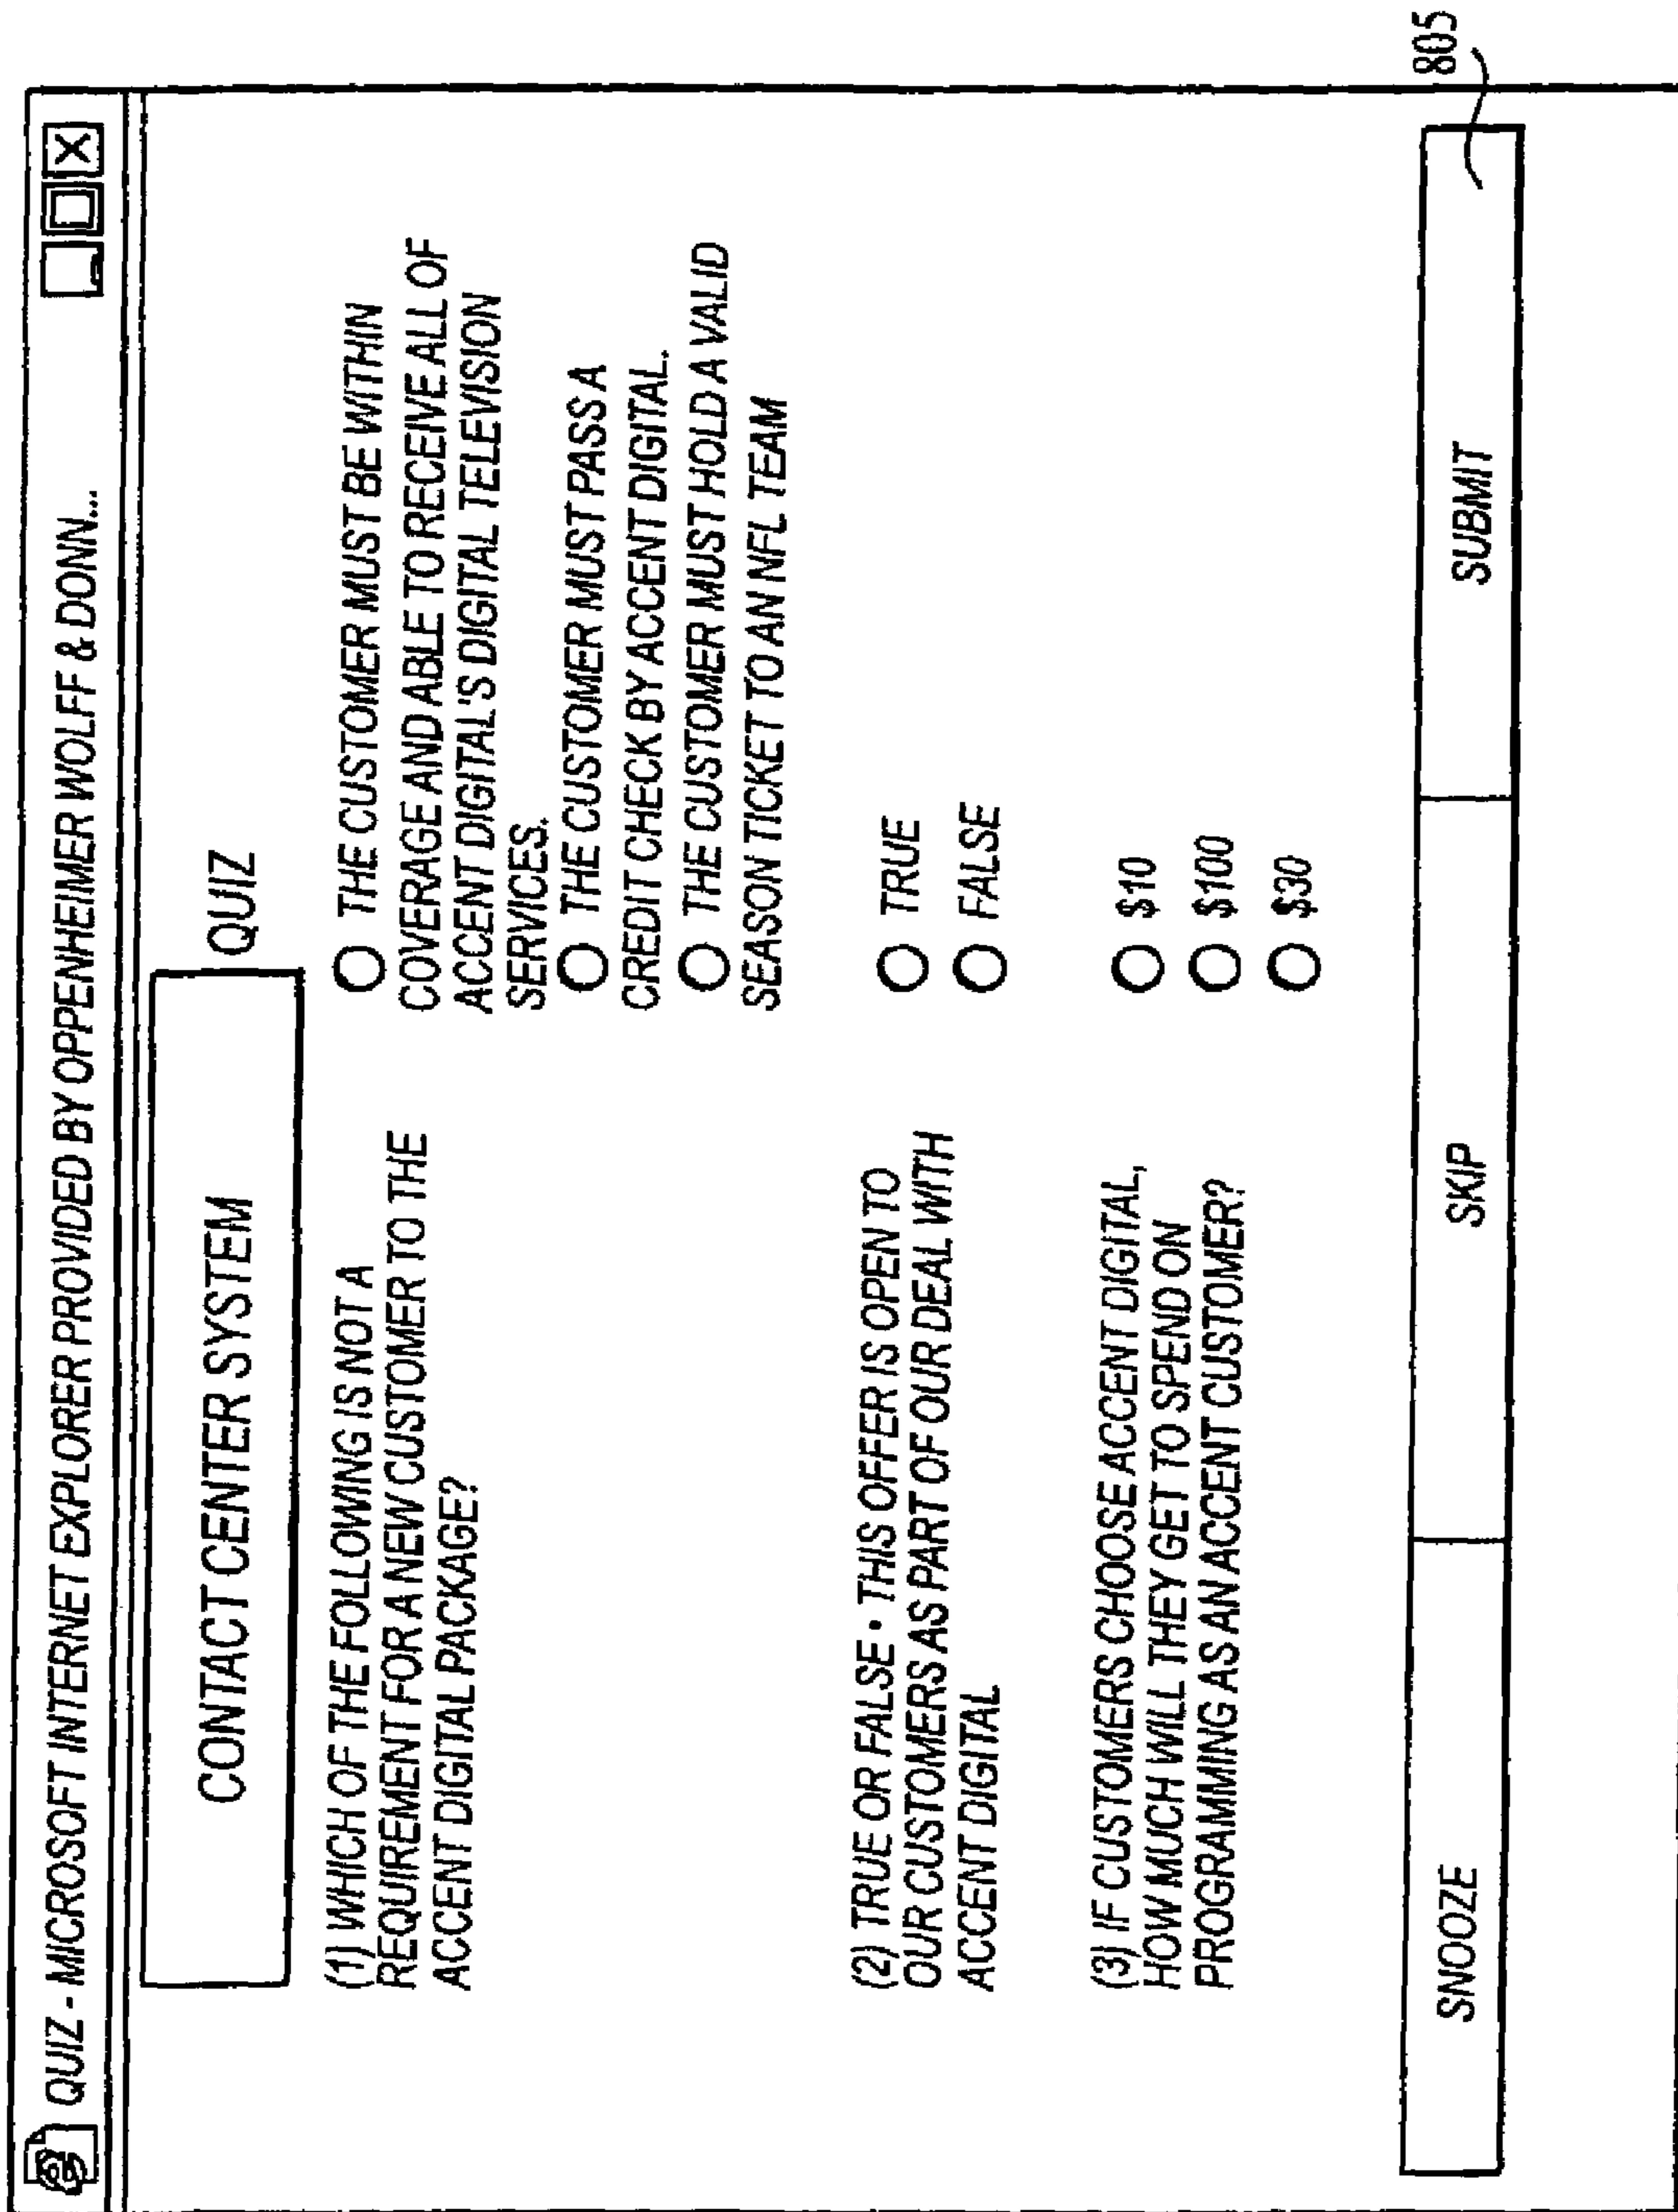 QUIZ - MICROSOFT INTERNET EXPLORER PROVIDED BY OPPENHEIMER WOLFF & DONN...
CONTACT CENTER SYSTEM
QUIZ
(1) WHICH OF THE FOLLOWING IS NOT A
REQUIREMENT FOR A NEW CUSTOMER TO THE
ACCENT DIGITAL PACKAGE?
THE CUSTOMER MUST BE WITHIN
COVERAGE AND ABLE TO RECEIVE ALL OF
ACCENT DIGITAL'S DIGITAL TELEVISION
SERVICES.
THE CUSTOMER MUST PASS A
CREDIT CHECK BY ACCENT DIGITAL.
THE CUSTOMER MUST HOLD A VALID
SEASON TICKET TO AN NFL TEAM
(2) TRUE OR FALSE • THIS OFFER IS OPEN TO
OUR CUSTOMERS AS PART OF OUR DEAL WITH
ACCENT DIGITAL
TRUE
FALSE
(3) IF CUSTOMERS CHOOSE ACCENT DIGITAL,
HOW MUCH WILL THEY GET TO SPEND ON
PROGRAMMING AS AN ACCENT CUSTOMER?
$10
$100
$30
SNOOZE
SKIP
SUBMIT
805